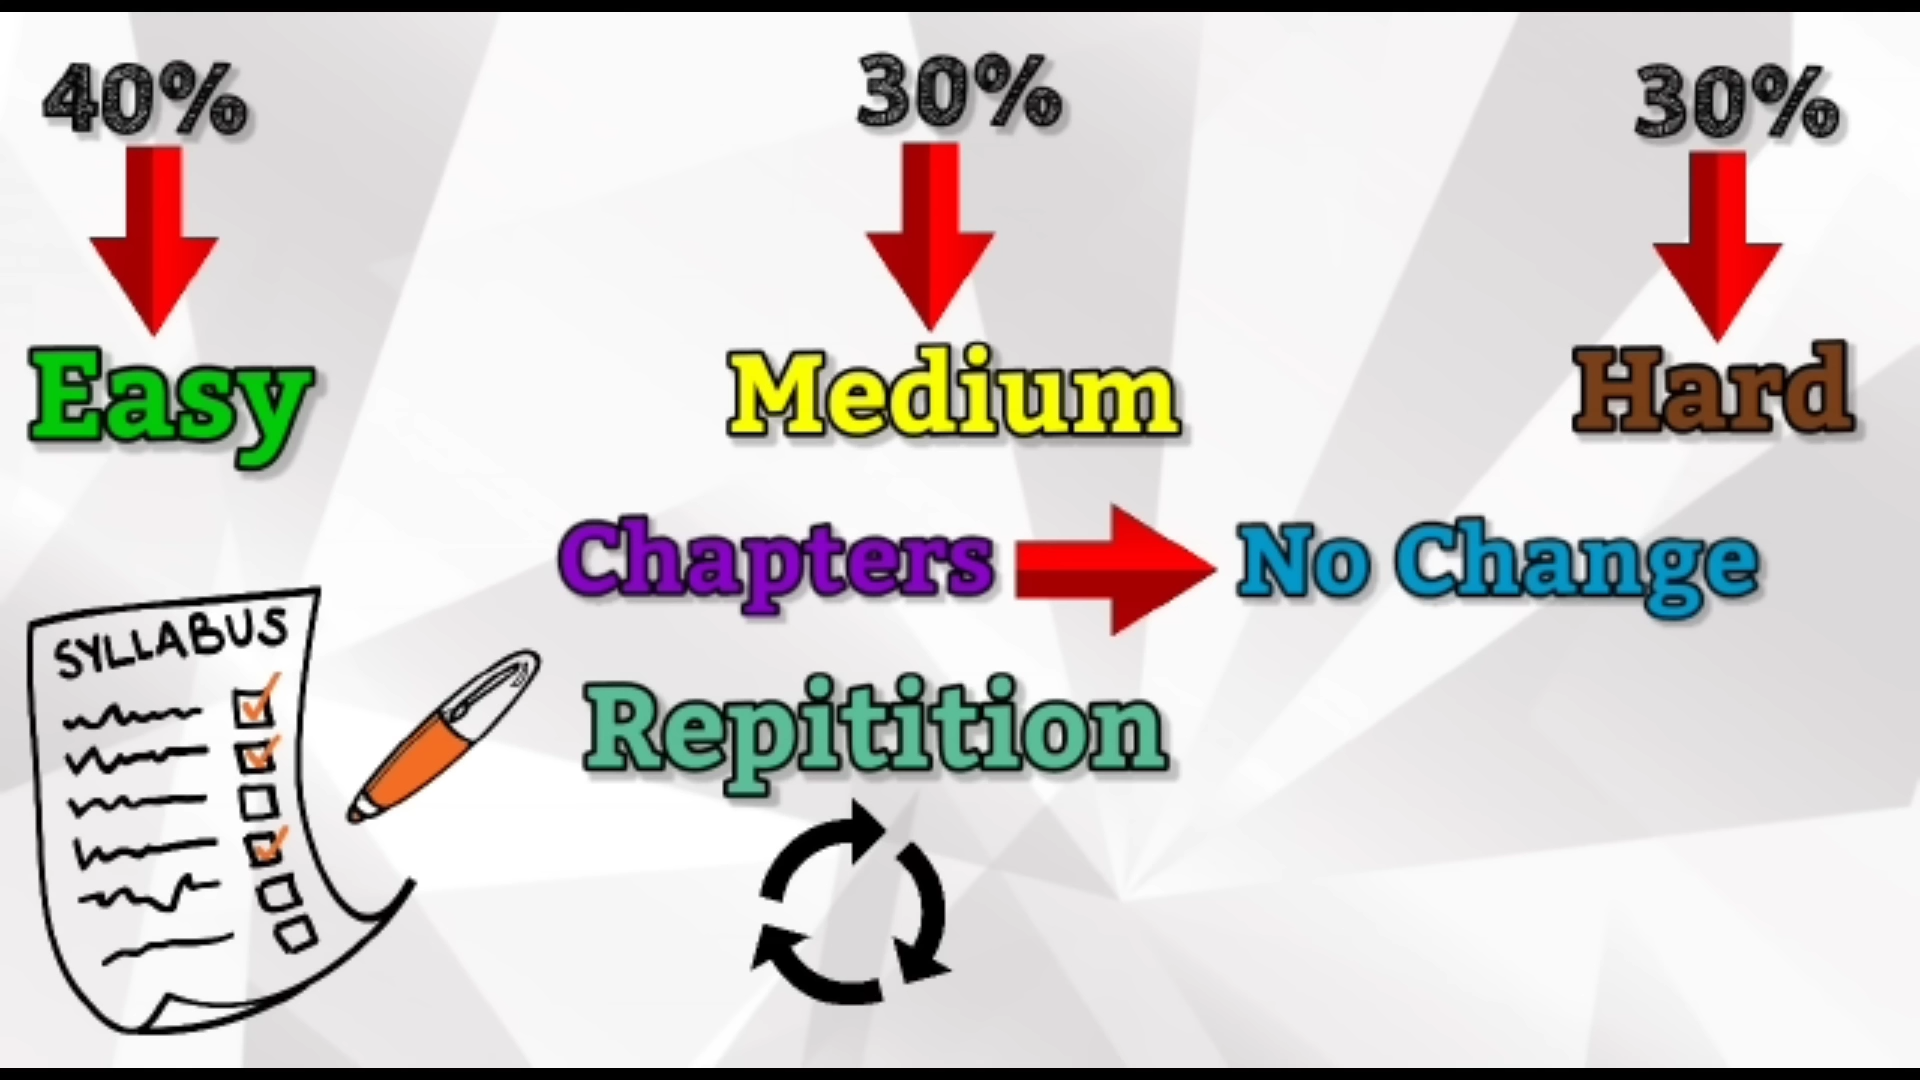 40%
30%
30%
Easy
Medium
Hard
Chapters
No Change
SYLLABUS
Repitition